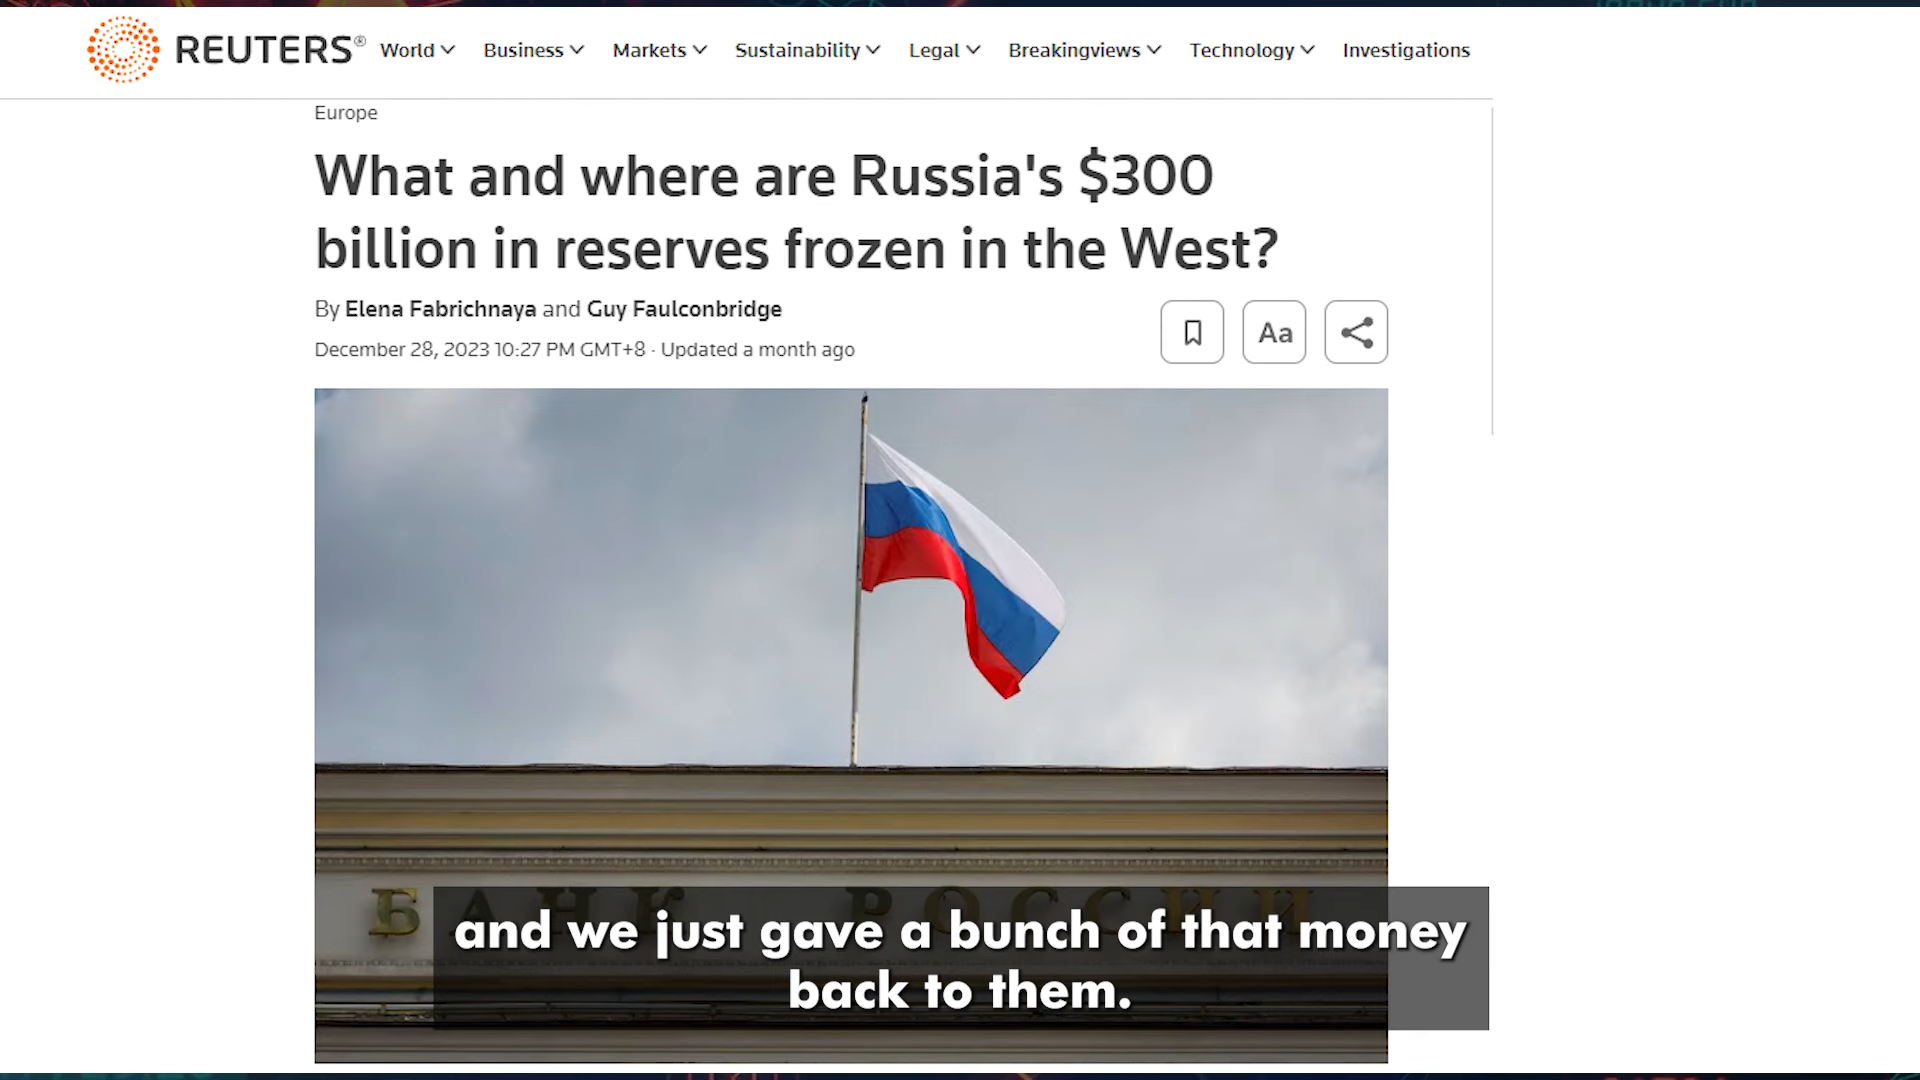 REUTERS®
World Business Markets Sustainability Legal Breakingviews Technology Investigations
Europe
What and where are Russia's $300
billion in reserves frozen in the West?
By Elena Fabrichnaya and Guy Faulconbridge
Aa
December 28, 2023 10:27 PM GMT+8 · Updated a month ago
БАНК РОССИИ
and we just gave a bunch of that money
back to them.